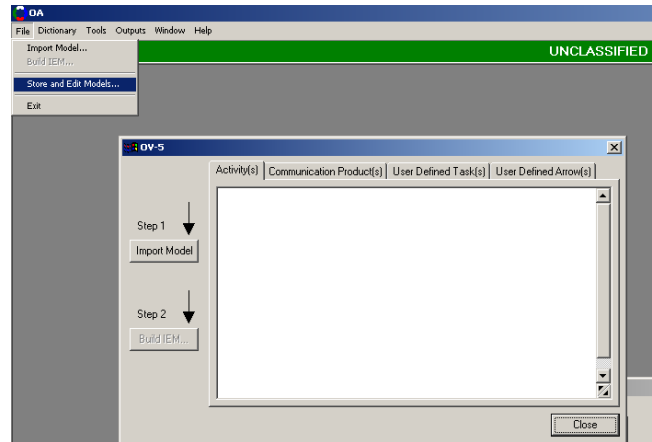 OA
File Dictionary Tools Outputs Window Help
Import Model...
Build IEM...
UNCLASSIFIED
Store and Edit Models...
Exit
OV-5
Activity(s) Communication Product(s) User Defined Task(s) User Defined Arrow(s)
Step 1
Import Model
Step 2
Build IEM...
Close